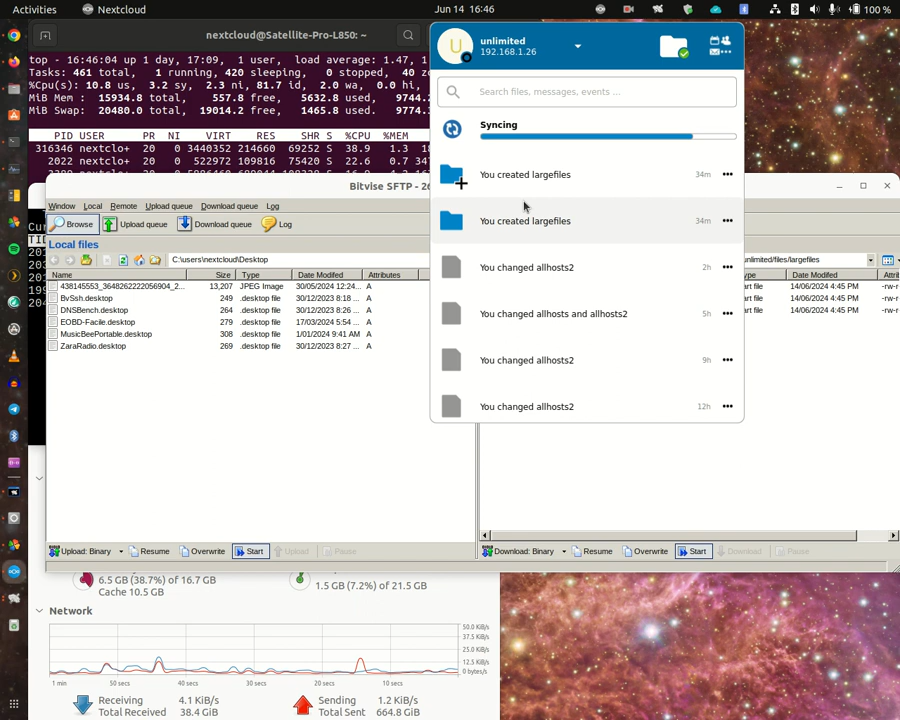 Activities Nextcloud Jun 14 16:46 100 %
nextcloud@Satellite-Pro-L850: ~
top - 16:46:04 up 1 day, 17:09, 1 user, load average: 1.47, 1
Tasks: 461 total, 1 running, 420 sleeping, 0 stopped, 40 zo
%Cpu(s): 10.8 us, 3.2 sy, 2.3 ni, 81.7 id, 2.0 wa, 0.0 hi,
MiB Mem : 15934.8 total, 557.8 free, 5632.8 used, 9744.
MiB Swap: 20480.0 total, 19014.2 free, 1465.8 used. 9774.
PID USER PR NI VIRT RES SHR S %CPU %MEM
316346 nextclo+ 20 0 3440352 214660 69252 S 38.9 1.3 1
2022 nextclo+ 20 0 522972 109816 75420 S 22.6 0.7 347
unlimited
192.168.1.26
Search files, messages, events ...
Syncing
You created largefiles 34m
You created largefiles 34m
You changed allhosts2 2h
You changed allhosts and allhosts2 5h
You changed allhosts2 9h
You changed allhosts2 12h
Bitvise SFTP - 26
Window Local Remote Upload queue Download queue Log
Browse Upload queue Download queue Log
Local files
C:\users\nextcloud\Desktop
Name Size Type Date Modifed Attributes
438145553_3648262222056904_2... 13,207 JPEG Image 30/05/2024 12:24... A
BvSsh.desktop 249 .desktop file 30/12/2023 8:18 ... A
DNSBench.desktop 264 .desktop file 30/12/2023 8:26 ... A
EOBD-Facile.desktop 279 .desktop file 17/03/2024 5:54 ... A
MusicBeePortable.desktop 308 .desktop file 1/01/2024 9:41 AM A
ZaraRadio.desktop 269 .desktop file 30/12/2023 8:27 ... A
unlimited/files/largefiles
ype Date Modifed Attri
art file 14/06/2024 4:45 PM -rw-r
art file 14/06/2024 4:45 PM -rw-r
art file 14/06/2024 4:45 PM -rw-r
Upload: Binary Resume Overwrite Start Upload Pause
Download: Binary Resume Overwrite Start Download Pause
6.5 GB (38.7%) of 16.7
Cache 10.5 GB
1.5 GB (7.2%) of 21.5 GB
Network
50.0 KiB/s
37.5 KiB/s
25.0 KiB/s
12.5 KiB/s
0 bytes/s
1 min 50 secs 40 secs 30 secs 20 secs 10 secs
Receiving 4.1 KiB/s
Total Received 38.4 GiB
Sending 1.2 KiB/s
Total Sent 664.8 GiB